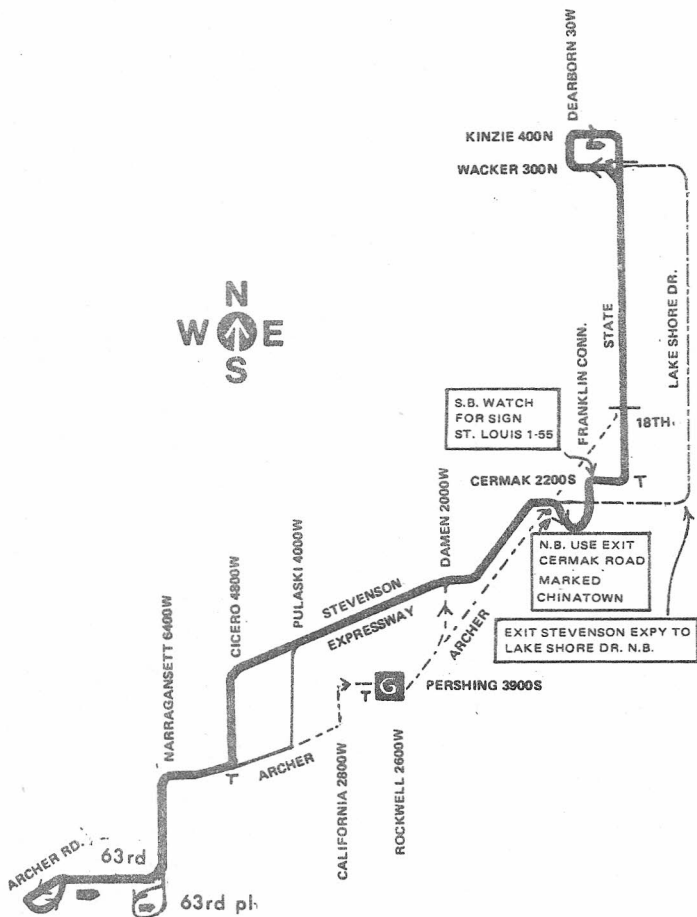 DEARBORN 30W
KINZIE 400N
WACKER 300N
N
W E
S
LAKE SHORE DR.
STATE
FRANKLIN CONN.
S.B. WATCH
FOR SIGN
ST. LOUIS 1-55
18TH
CERMAK 2200S
T
DAMEN 2000W
N.B. USE EXIT
CERMAK ROAD
MARKED
CHINATOWN
PULASKI 4000W
CICERO 4800W
STEVENSON
EXPRESSWAY
ARCHER
EXIT STEVENSON EXPY TO
LAKE SHORE DR. N.B.
NARRAGANSETT 6400W
T
G
PERSHING 3900S
T
ARCHER
CALIFORNIA 2800W
ROCKWELL 2600W
ARCHER RD.
63rd
63rd pl